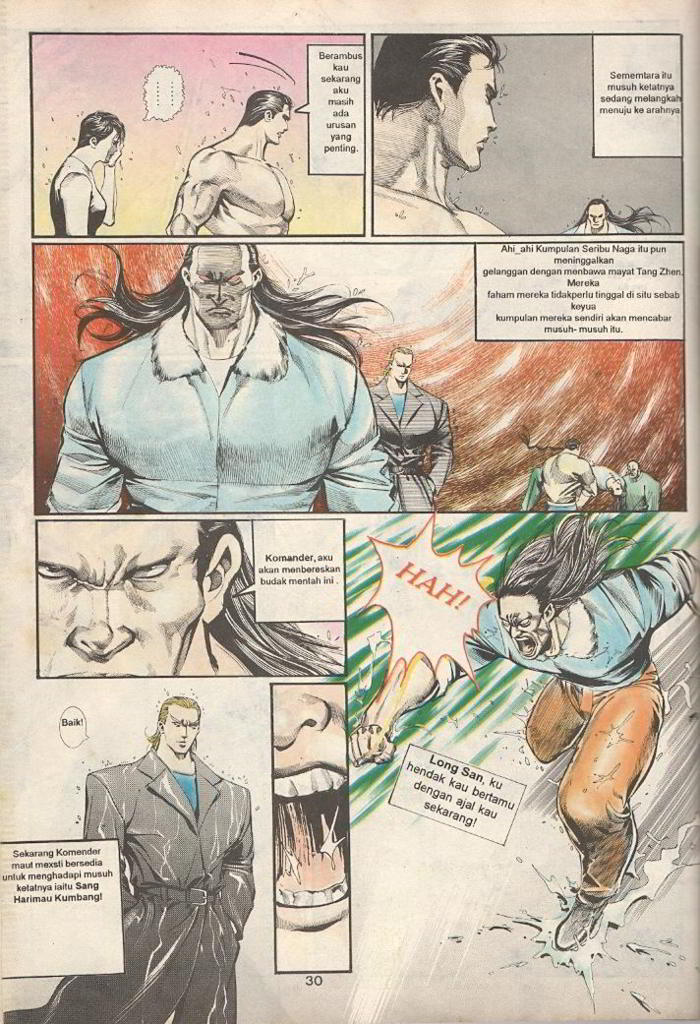 Berambus
kau
sekarang
aku
masih
ada
urusan
yang
penting.
Sememtara itu
musuh ketatnya
sedang melangkah
menuju ke arahnya
Ahi_ahi Kumpulan Seribu Naga itu pun
meninggalkan
gelanggan dengan menbawa mayat Tang Zhen.
Mereka
faham mereka tidakperlu tinggal di situ sebab
keyua
kumpulan mereka sendiri akan mencabar
musuh- musuh itu.
Komander, aku
akan menbereskan
budak mentah ini .
HAH!
Long San, ku
hendak kau bertamu
dengan ajal kau
sekarang!
Baik!
Sekarang Komender
maut mexsti bersedia
untuk menghadapi musuh
ketatnya iaitu Sang
Harimau Kumbang!
30